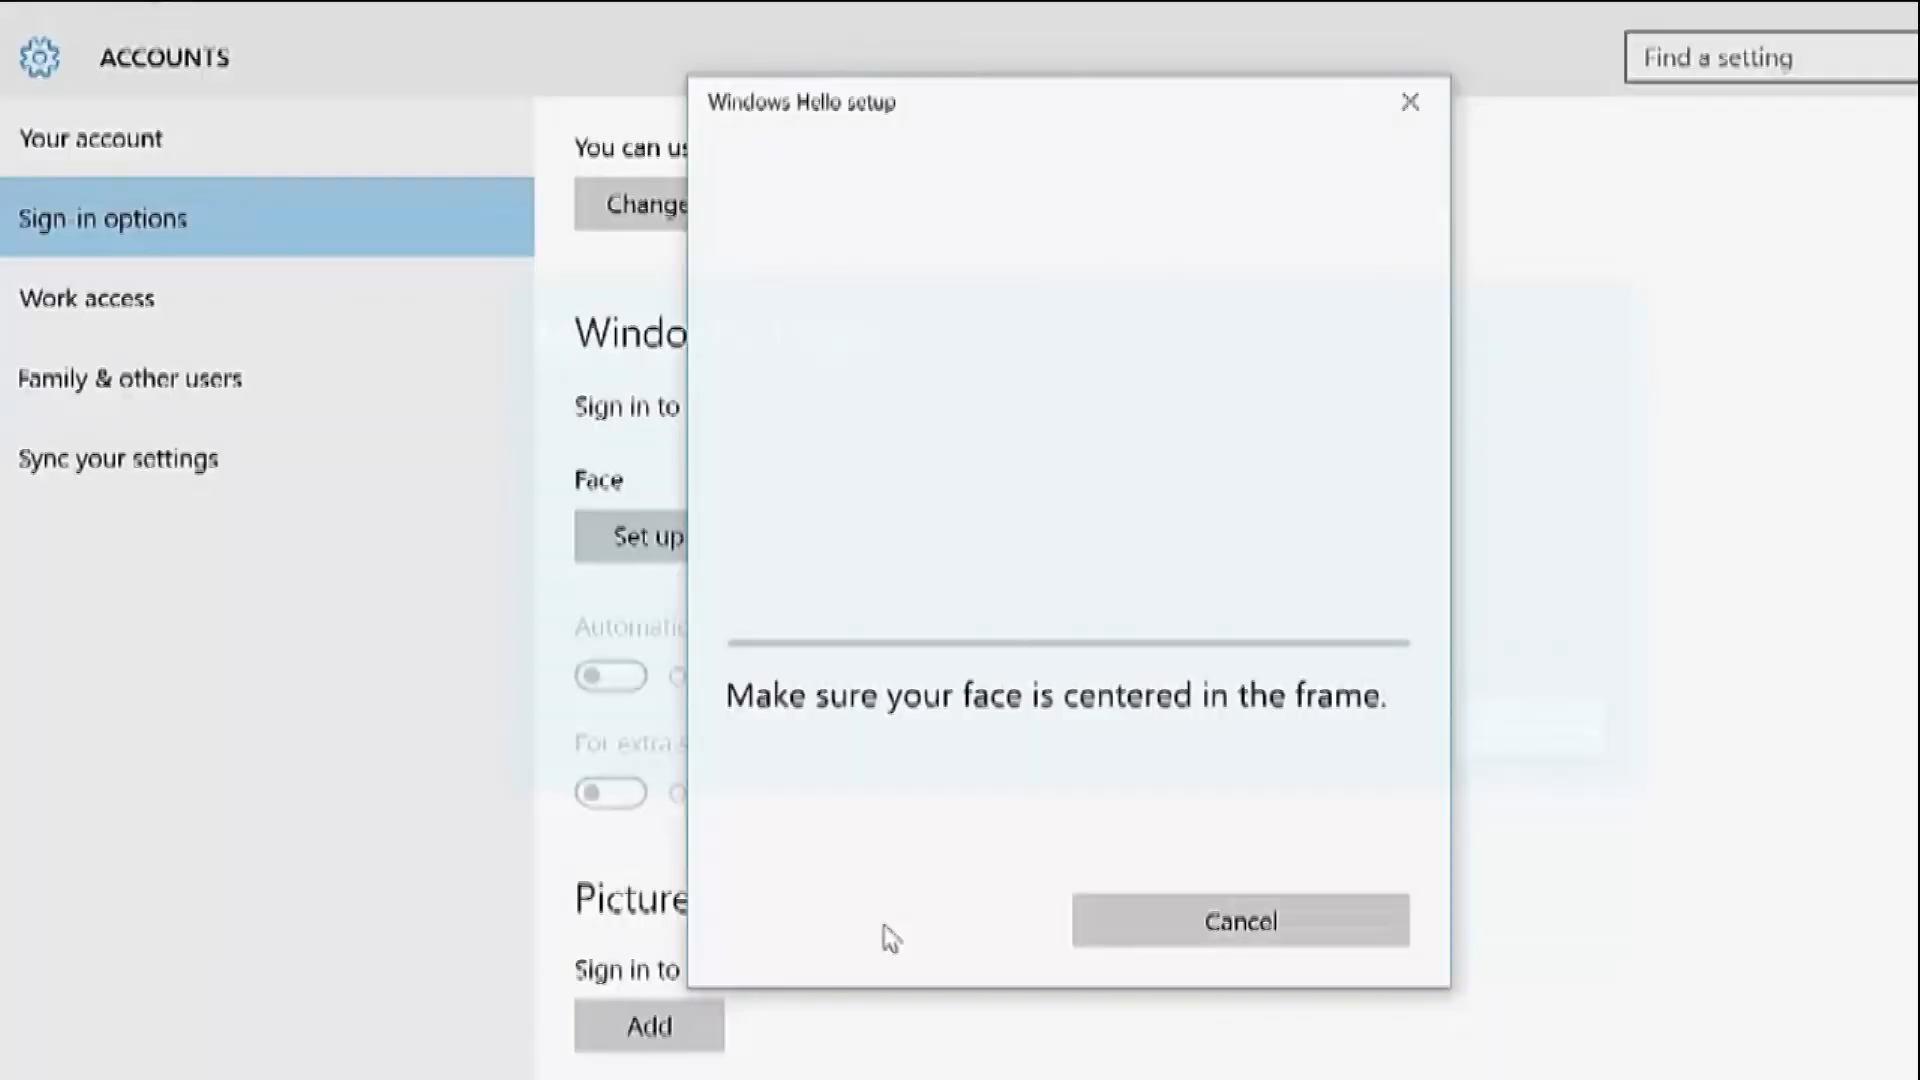 ACCOUNTS
Find a setting
Your account
Sign-in options
Work access
Family & other users
Sync your settings
You can us
Change
Windo
Sign in to
Face
Set up
Automatic
For extra s
Picture
Sign in to
Add
Windows Hello setup
Make sure your face is centered in the frame.
Cancel